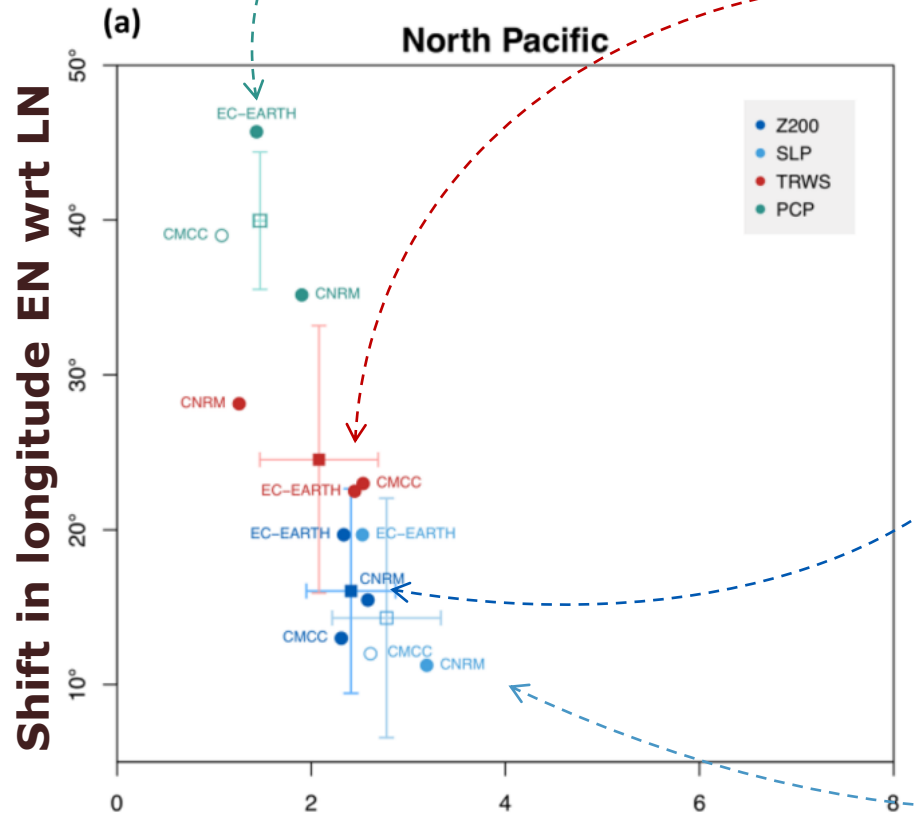 (a)
North Pacific
Shift in longitude EN wrt LN
50°
40°
30°
20°
10°
EC−EARTH
CMCC
CNRM
CNRM
CMCC
EC−EARTH
EC−EARTH
EC−EARTH
CNRM
CMCC
CMCC
CNRM
Z200
SLP
TRWS
PCP
0
2
4
6
8